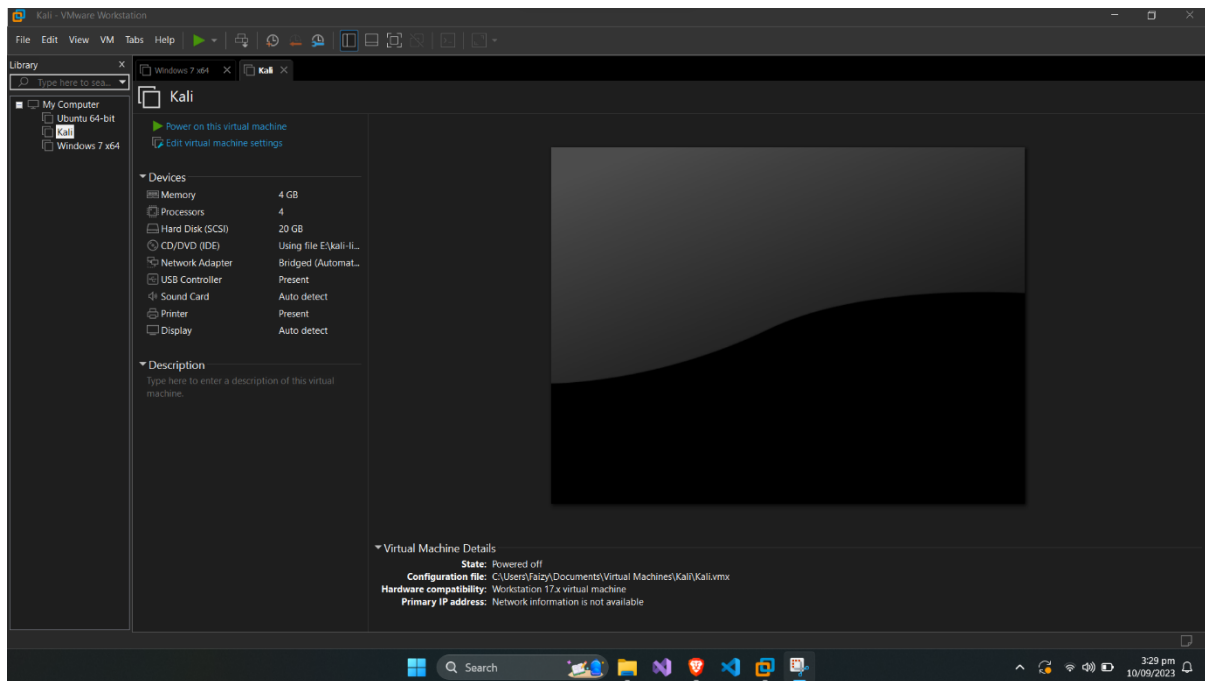 Kali - VMware Workstation
File Edit View VM Tabs Help
Library X
Type here to sea...
My Computer
Ubuntu 64-bit
Kali
Windows 7 x64
Windows 7 x64
Kali
Kali
Power on this virtual machine
Edit virtual machine settings
Devices
Memory 4 GB
Processors 4
Hard Disk (SCSI) 20 GB
CD/DVD (IDE) Using file E:\kali-li...
Network Adapter Bridged (Automat...
USB Controller Present
Sound Card Auto detect
Printer Present
Display Auto detect
Description
Type here to enter a description of this virtual
machine.
Virtual Machine Details
State: Powered off
Configuration file: C:\Users\Faizy\Documents\Virtual Machines\Kali\Kali.vmx
Hardware compatibility: Workstation 17.x virtual machine
Primary IP address: Network information is not available
Search
3:29 pm
10/09/2023